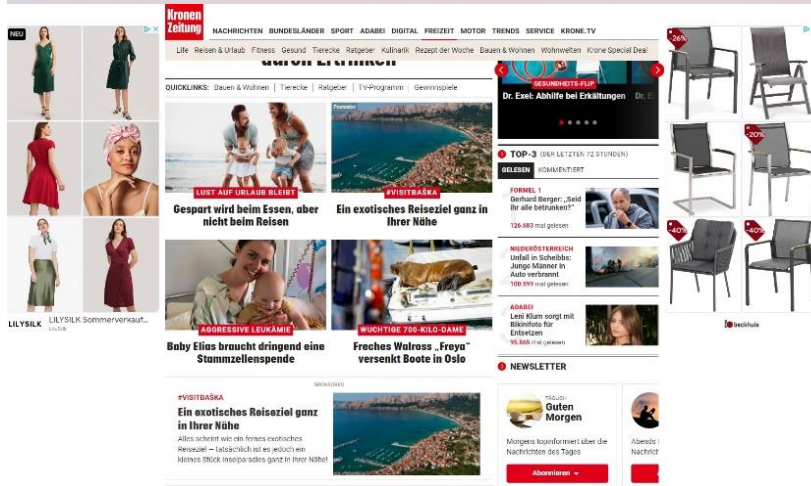 Kronen
Zeitung
NACHRICHTEN BUNDESLÄNDER SPORT ADABEI DIGITAL FREIZEIT MOTOR TRENDS SERVICE KRONE.TV
Life Reisen & Urlaub Fitness Gesund Tierecke Ratgeber Kulinarik Rezept der Woche Bauen & Wohnen Wohnwelten Krone Special Deal
NEU
durch Ertrinken
QUICKLINKS: Bauen & Wohnen | Tierecke | Ratgeber | TV-Programm | Gewinnspiele
LUST AUF URLAUB BLEIBT
Gespart wird beim Essen, aber
nicht beim Reisen
Promotion
#VISITBAŠKA
Ein exotisches Reiseziel ganz in
Ihrer Nähe
AGGRESSIVE LEUKÄMIE
Baby Elias braucht dringend eine
Stammzellenspende
WUCHTIGE 700-KILO-DAME
Freches Walross „Freya"
versenkt Boote in Oslo
SPONSORED
#VISITBAŠKA
Ein exotisches Reiseziel ganz
in Ihrer Nähe
Alles scheint wie ein fernes exotisches
Reiseziel – tatsächlich ist es jedoch ein
kleines Stück Inselparadies ganz in Ihrer Nähe!
GESUNDHEITS-FLIP
Dr. Exel: Abhilfe bei Erkältungen
Dr. E
TOP-3 (DER LETZTEN 72 STUNDEN)
GELESEN KOMMENTIERT
FORMEL 1
Gerhard Berger: „Seid
ihr alle betrunken?"
126.683 mal gelesen
NIEDERÖSTERREICH
Unfall in Scheibbs:
Junge Männer in
Auto verbrannt
100.999 mal gelesen
ADABEI
Leni Klum sorgt mit
Bikinifoto für
Entsetzen
95.865 mal gelesen
NEWSLETTER
TÄGLICH
Guten
Morgen
Morgens topinformiert über die
Nachrichten des Tages
Abonnieren
Abends
Nachrich
LILYSILK
LILYSILK Sommerverkauf...
LilySilk
-26%
-20%
-40%
-40%
beckhuis